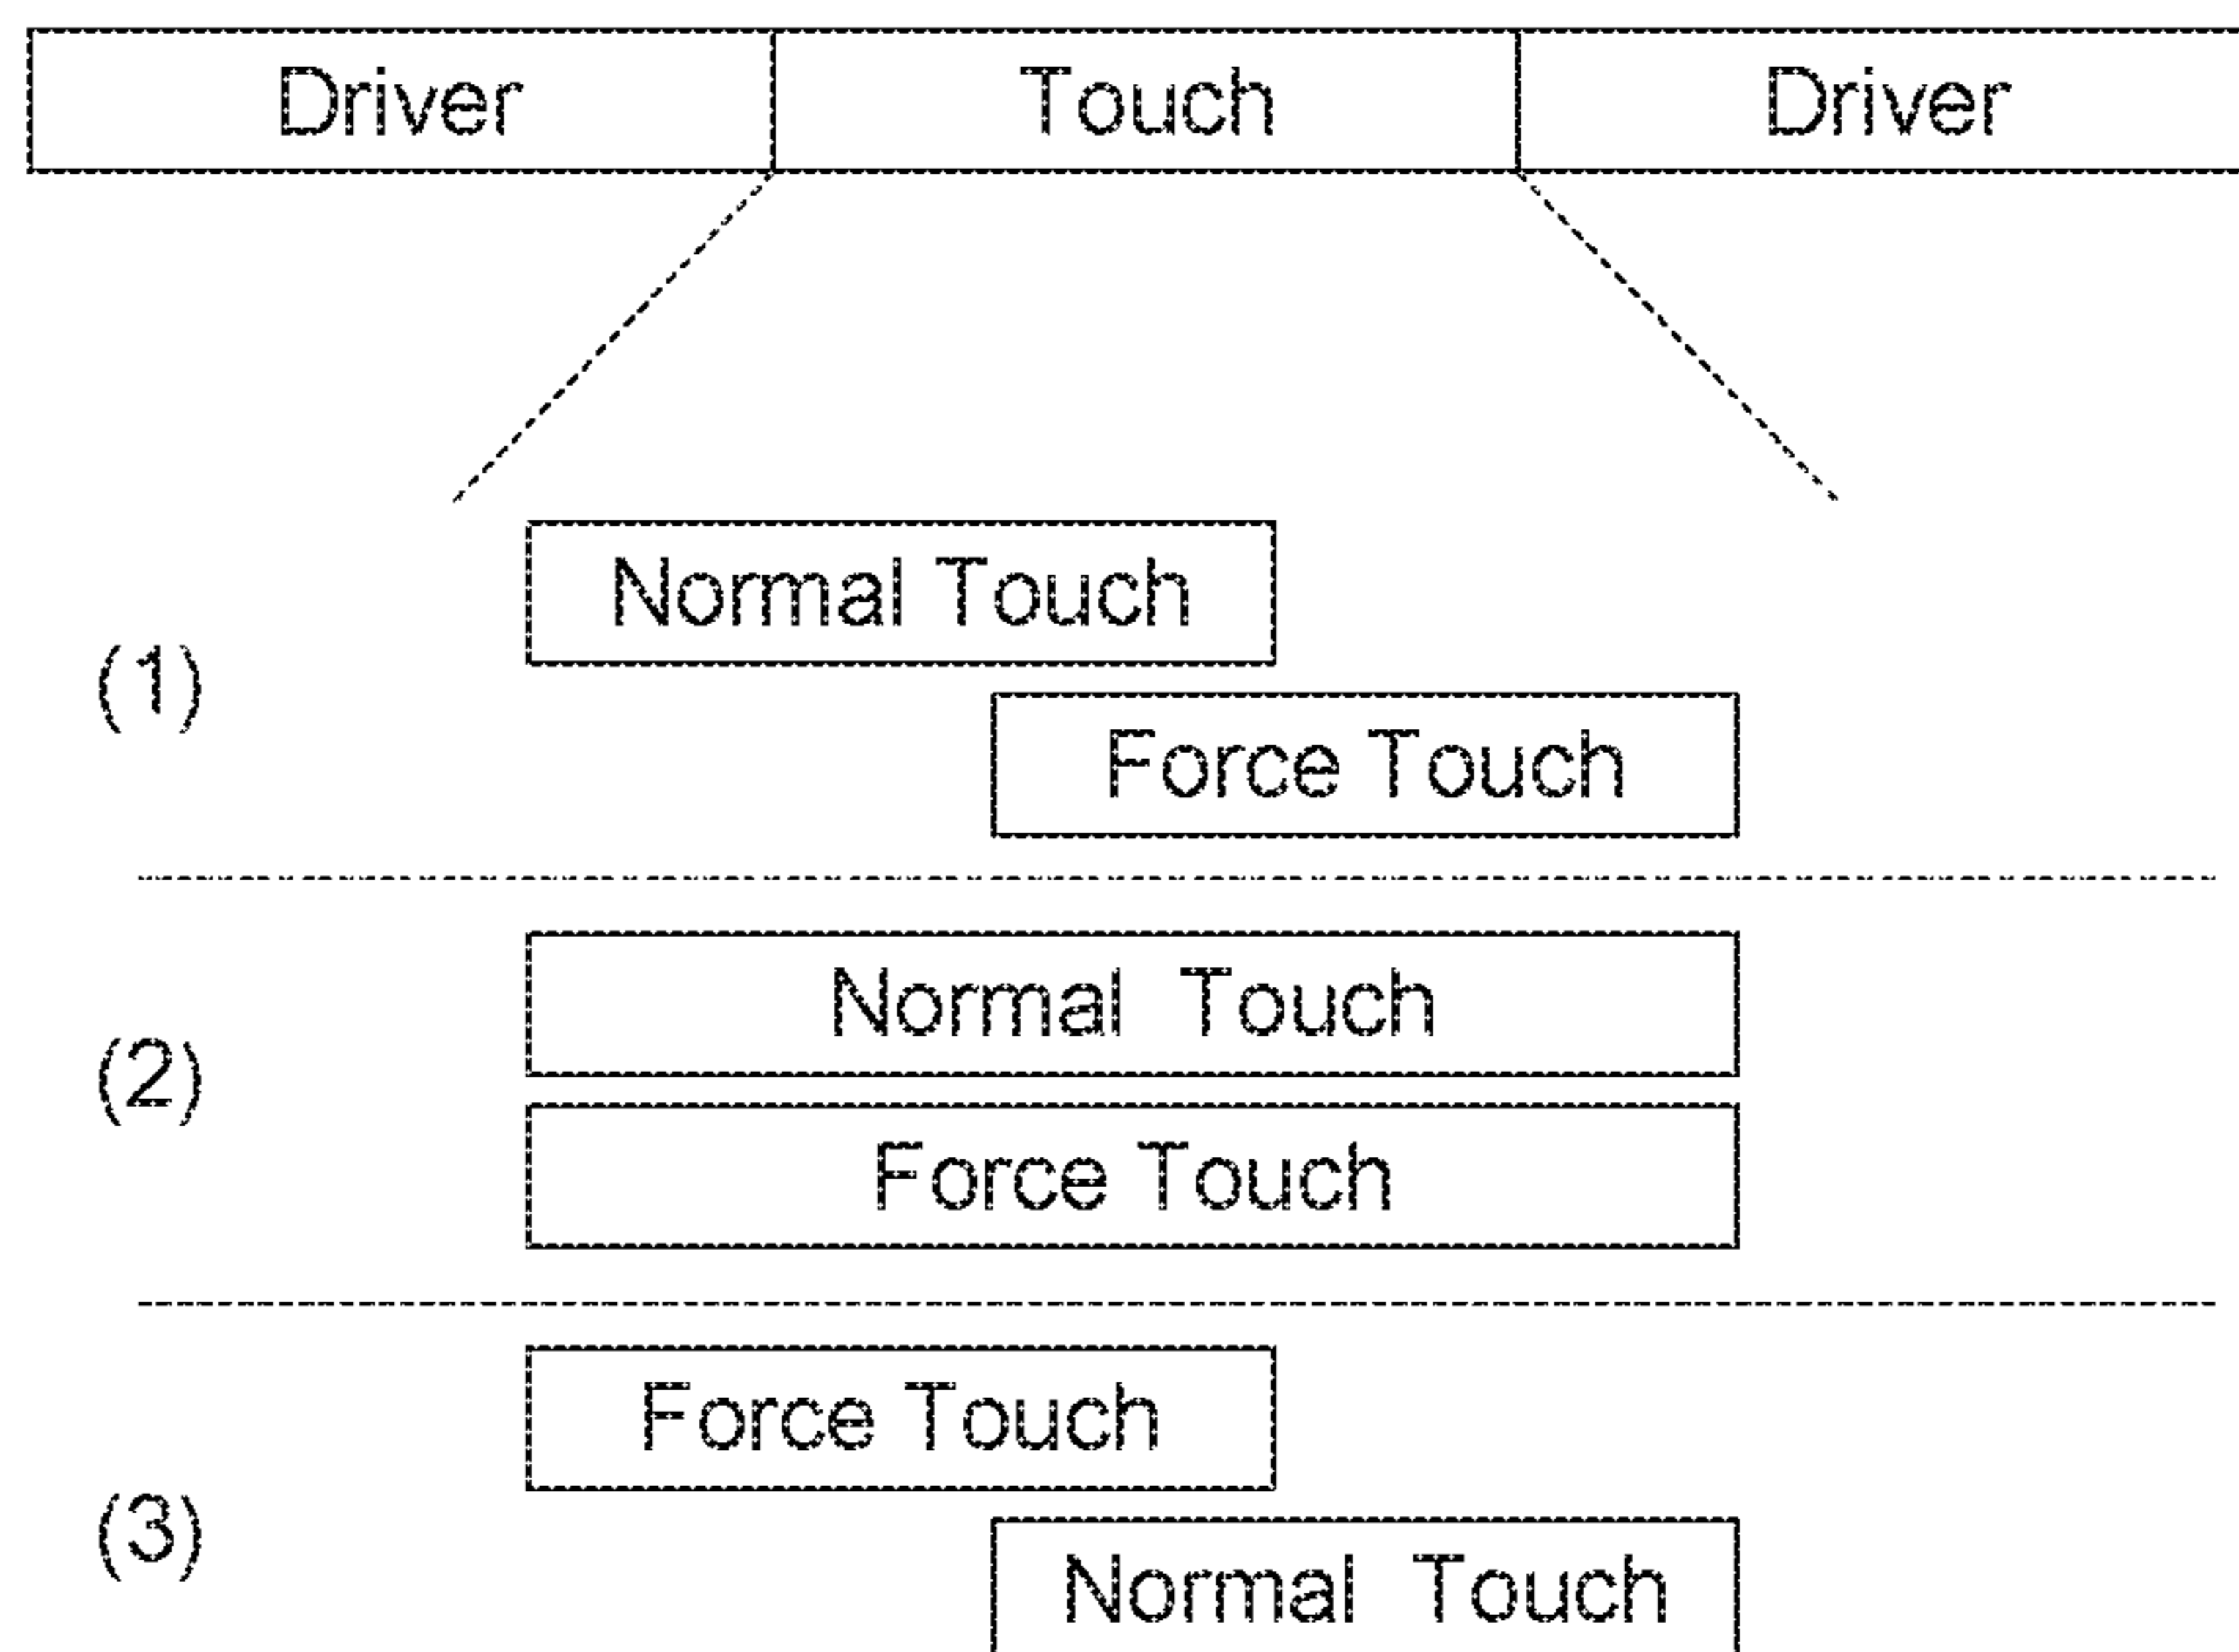 Driver Touch Driver
Normal Touch
(1)
Force Touch
Normal Touch
(2)
Force Touch
Force Touch
(3)
Normal Touch